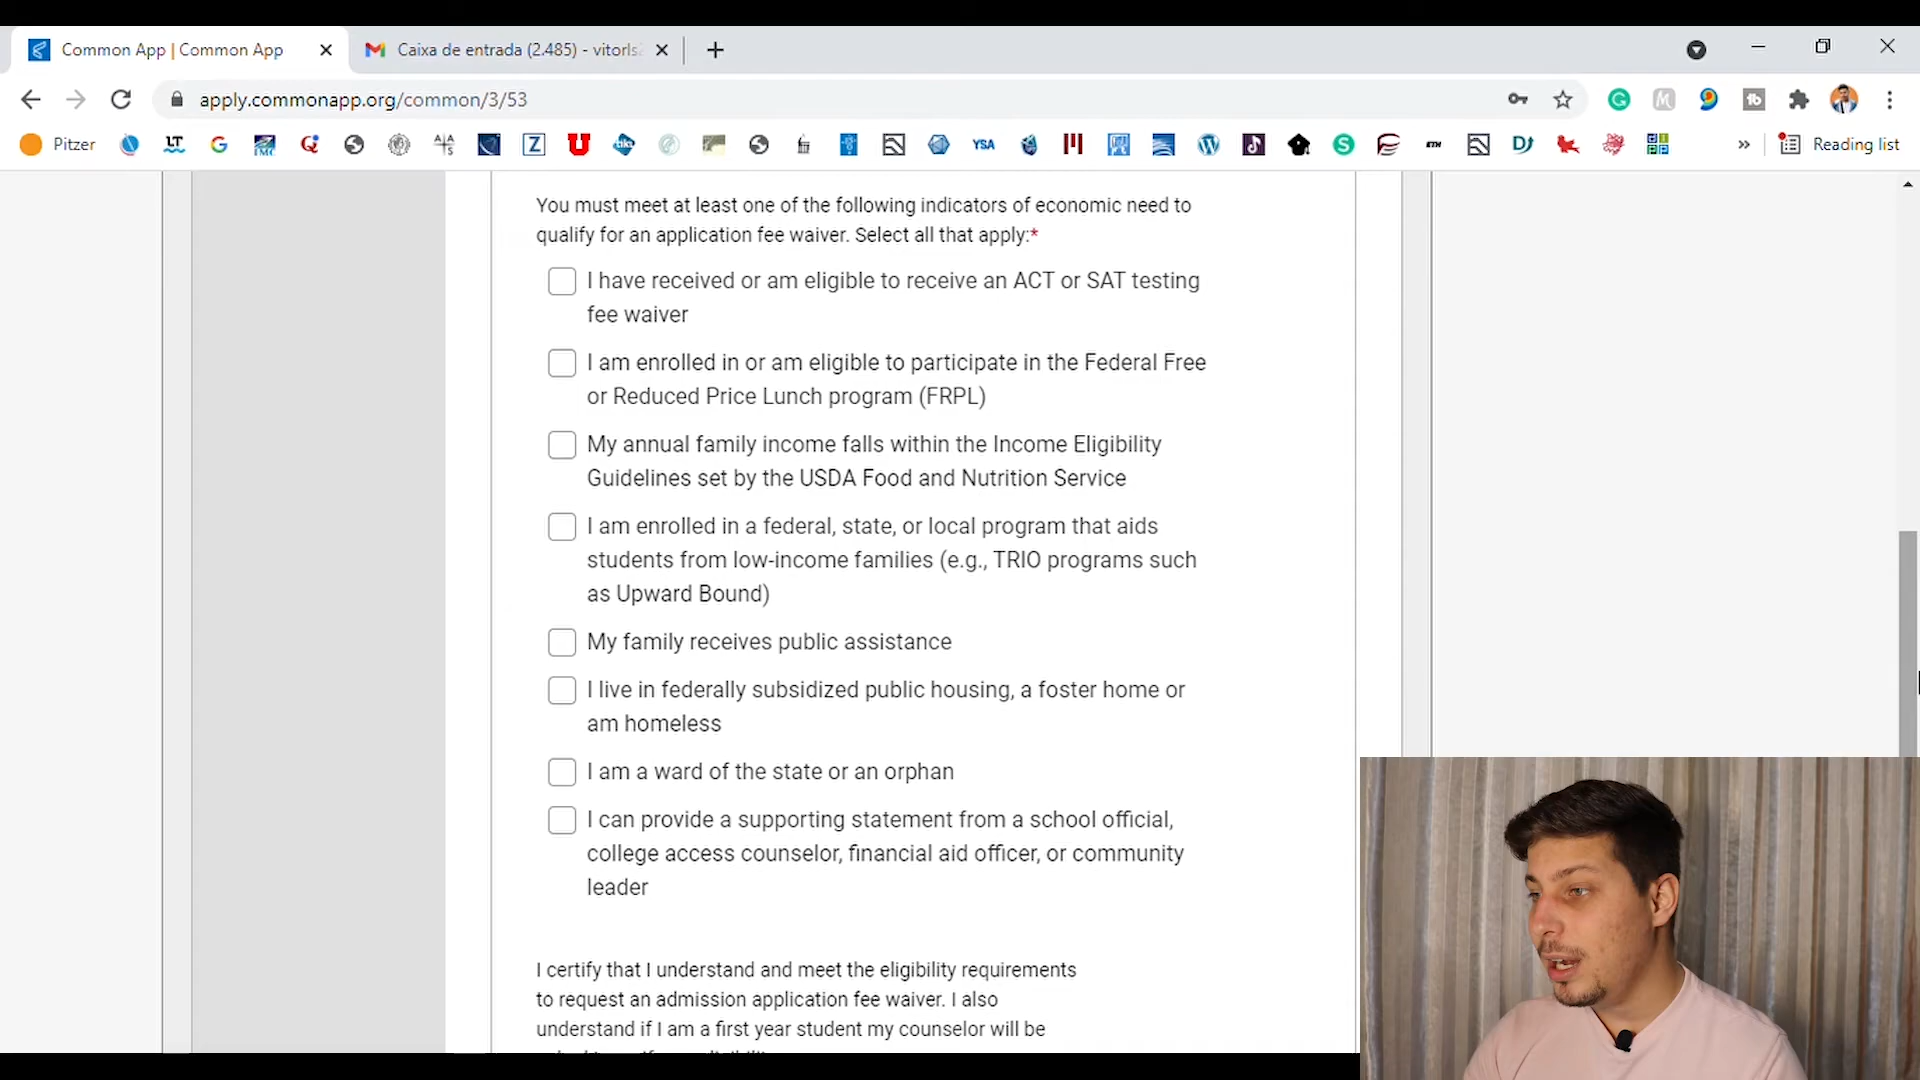 Common App | Common App
Caixa de entrada (2.485) - vitorls
apply.commonapp.org/common/3/53
Pitzer
LT
IMC
A A
S
Z
tiki
YSA
ETH
Reading list
You must meet at least one of the following indicators of economic need to
qualify for an application fee waiver. Select all that apply:*
I have received or am eligible to receive an ACT or SAT testing
fee waiver
I am enrolled in or am eligible to participate in the Federal Free
or Reduced Price Lunch program (FRPL)
My annual family income falls within the Income Eligibility
Guidelines set by the USDA Food and Nutrition Service
I am enrolled in a federal, state, or local program that aids
students from low-income families (e.g., TRIO programs such
as Upward Bound)
My family receives public assistance
I live in federally subsidized public housing, a foster home or
am homeless
I am a ward of the state or an orphan
I can provide a supporting statement from a school official,
college access counselor, financial aid officer, or community
leader
I certify that I understand and meet the eligibility requirements
to request an admission application fee waiver. I also
understand if I am a first year student my counselor will be